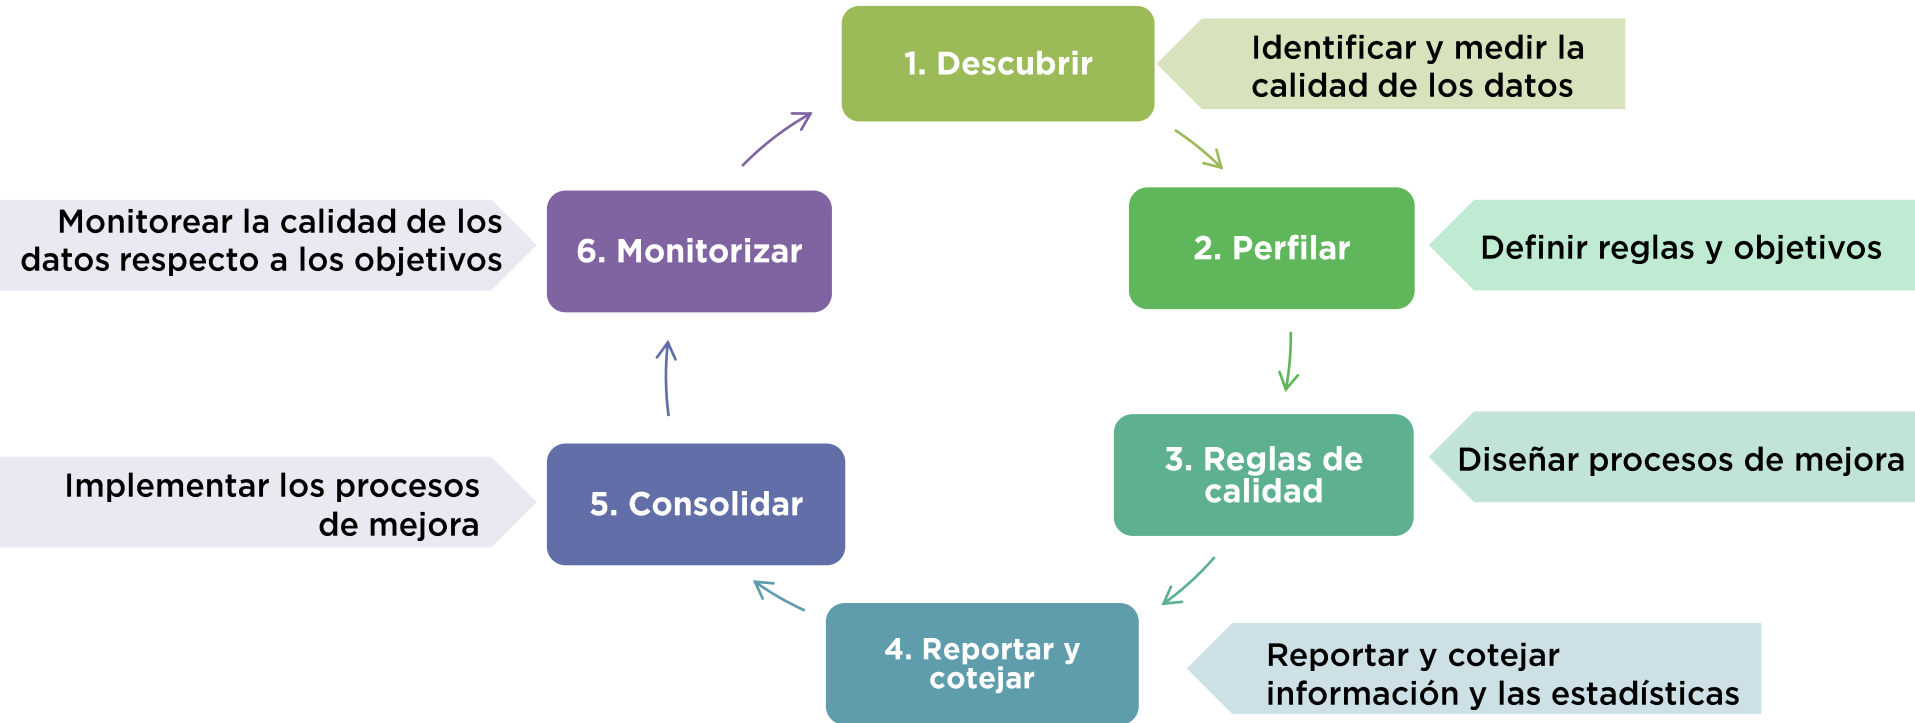 1. Descubrir
Identificar y medir la
calidad de los datos
2. Perfilar
Definir reglas y objetivos
3. Reglas de
calidad
Diseñar procesos de mejora
4. Reportar y
cotejar
Reportar y cotejar
información y las estadísticas
5. Consolidar
Implementar los procesos
de mejora
6. Monitorizar
Monitorear la calidad de los
datos respecto a los objetivos